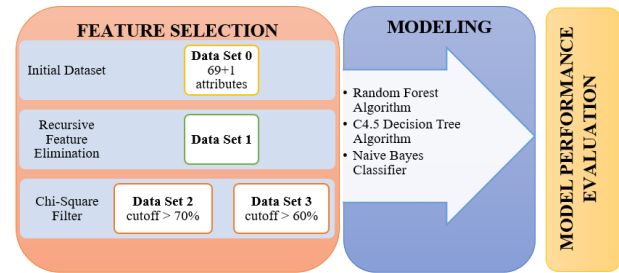 FEATURE SELECTION
Initial Dataset
Data Set 0
69+1
attributes
Recursive
Feature
Elimination
Data Set 1
Chi-Square
Filter
Data Set 2
cutoff > 70%
Data Set 3
cutoff > 60%
MODELING
• Random Forest
Algorithm
• C4.5 Decision Tree
Algorithm
• Naive Bayes
Classifier
MODEL PERFORMANCE
EVALUATION